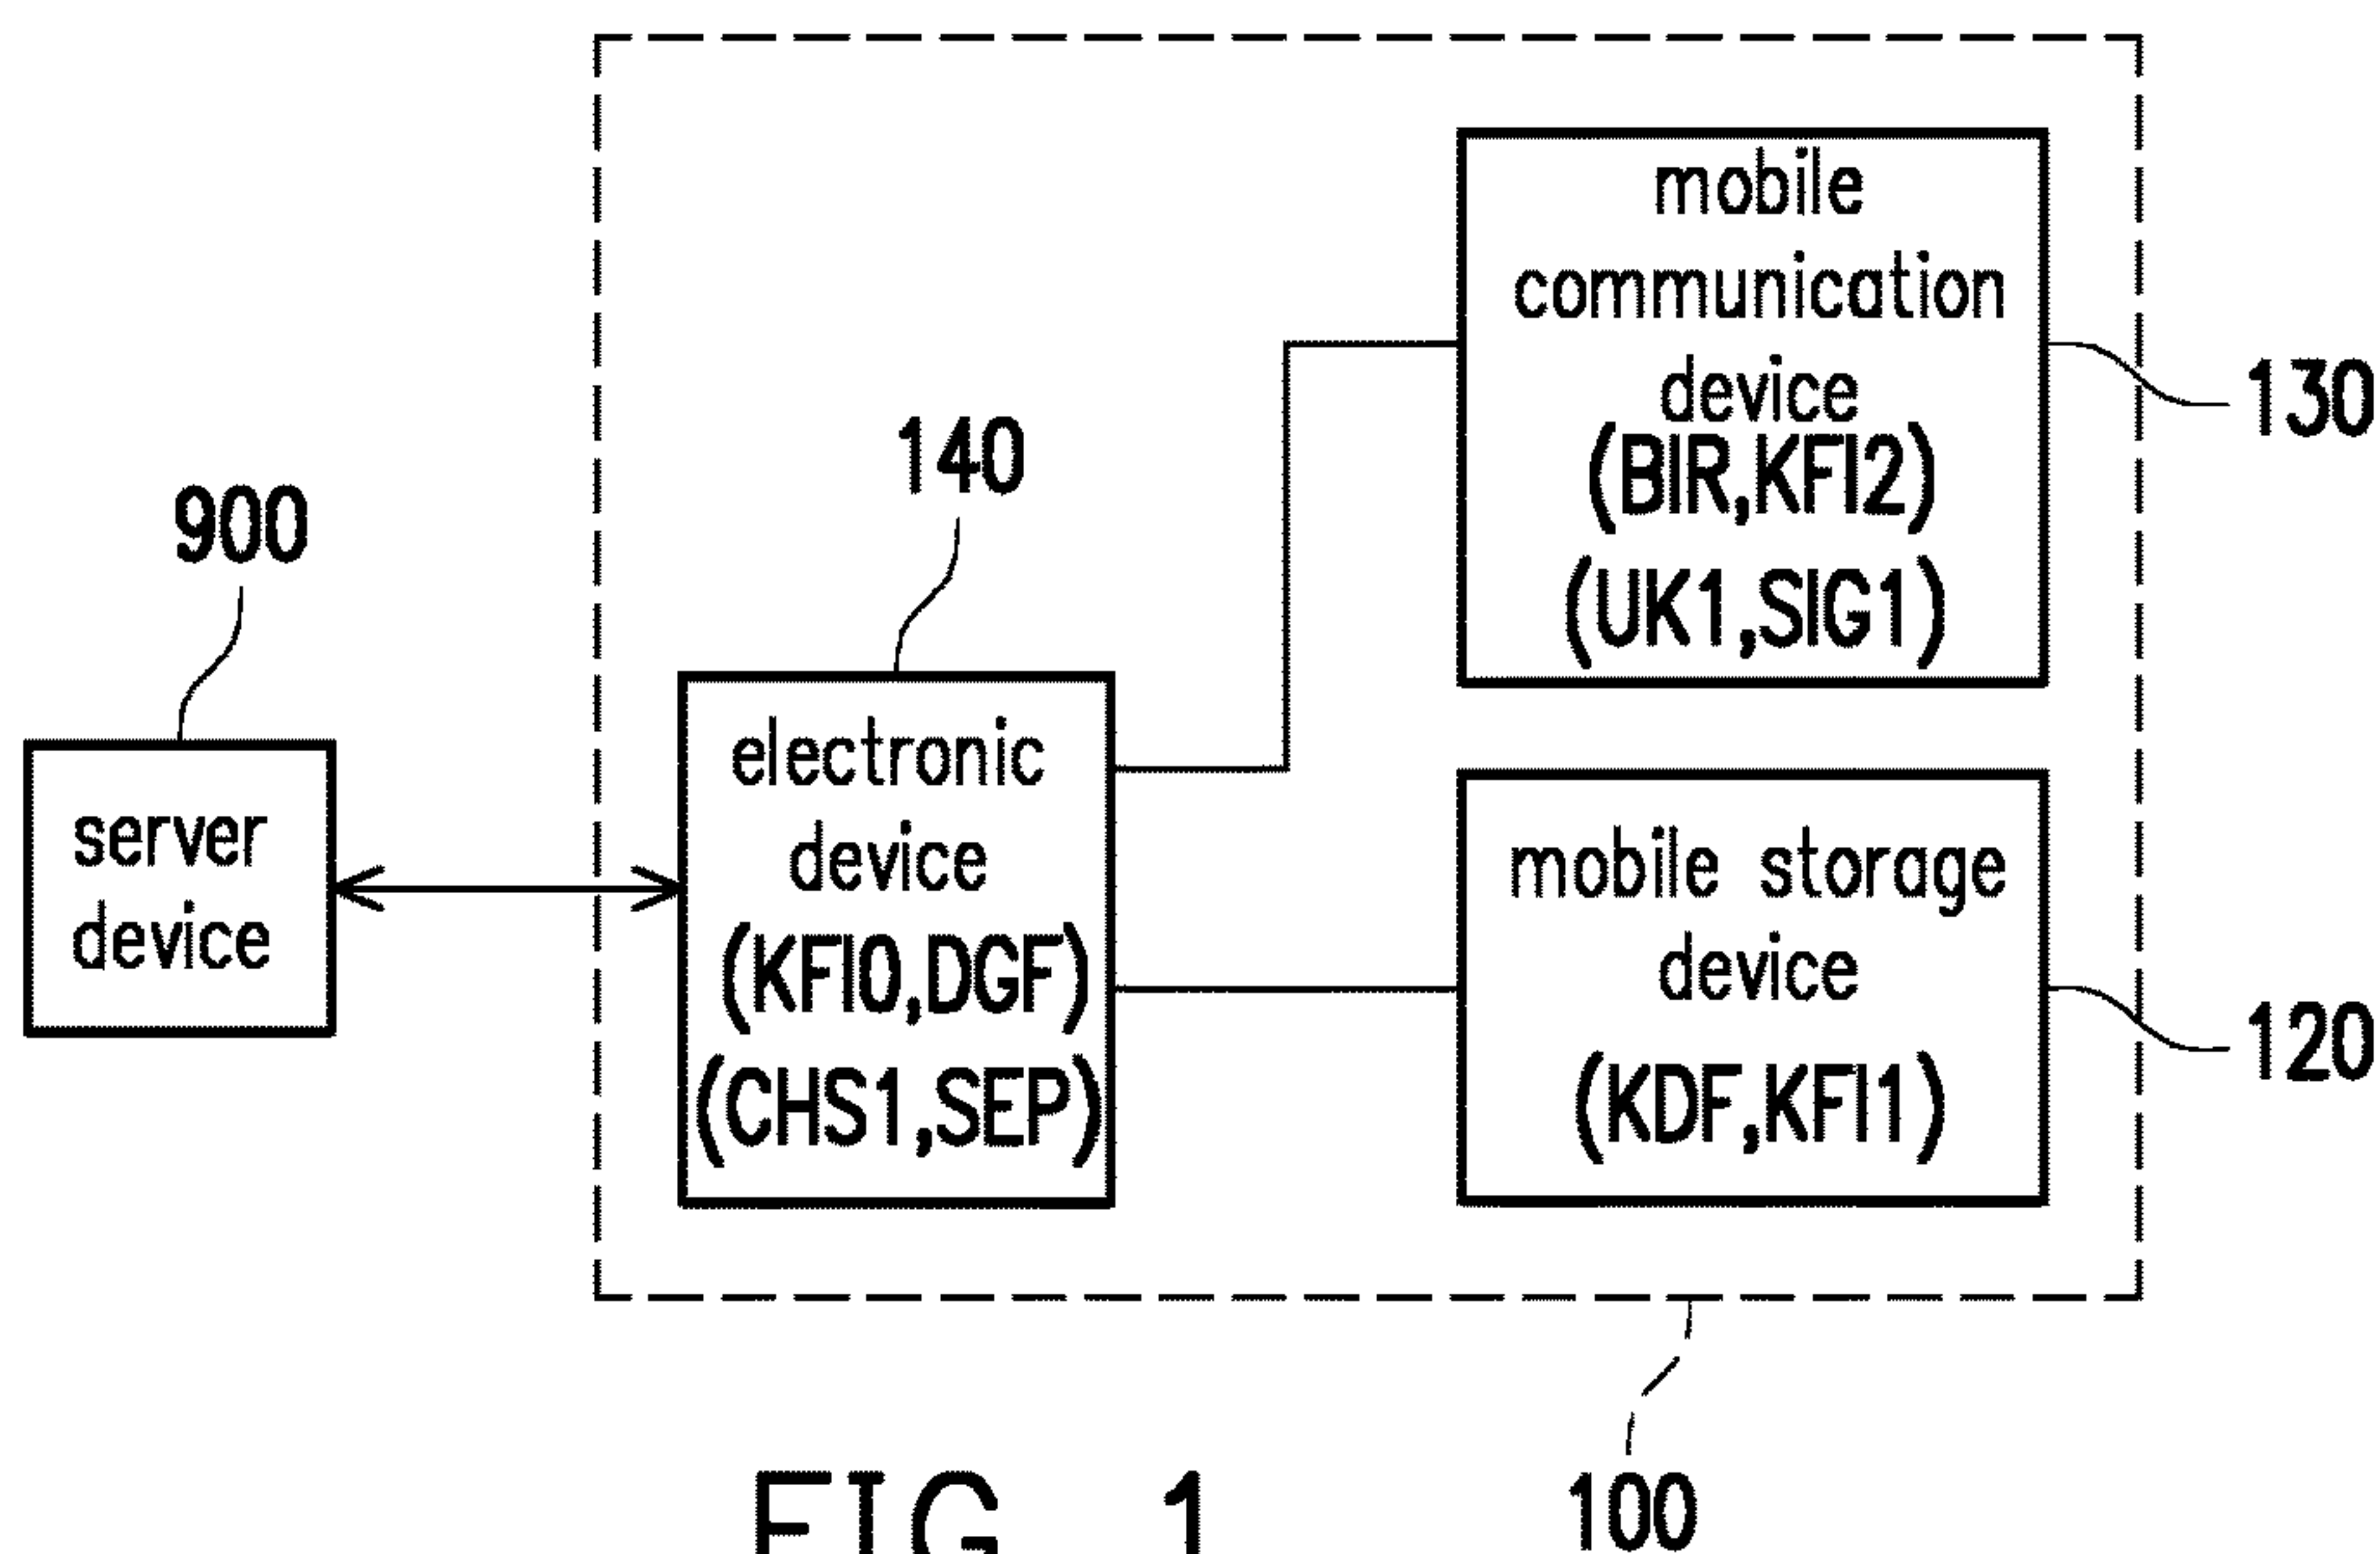 900
server
device
140
electronic
device
(KFI0,DGF)
(CHS1,SEP)
mobile
communication
device
(BIR,KFI2)
(UK1,SIG1)
130
mobile storage
device
(KDF,KFI1)
120
100
FIG. 1